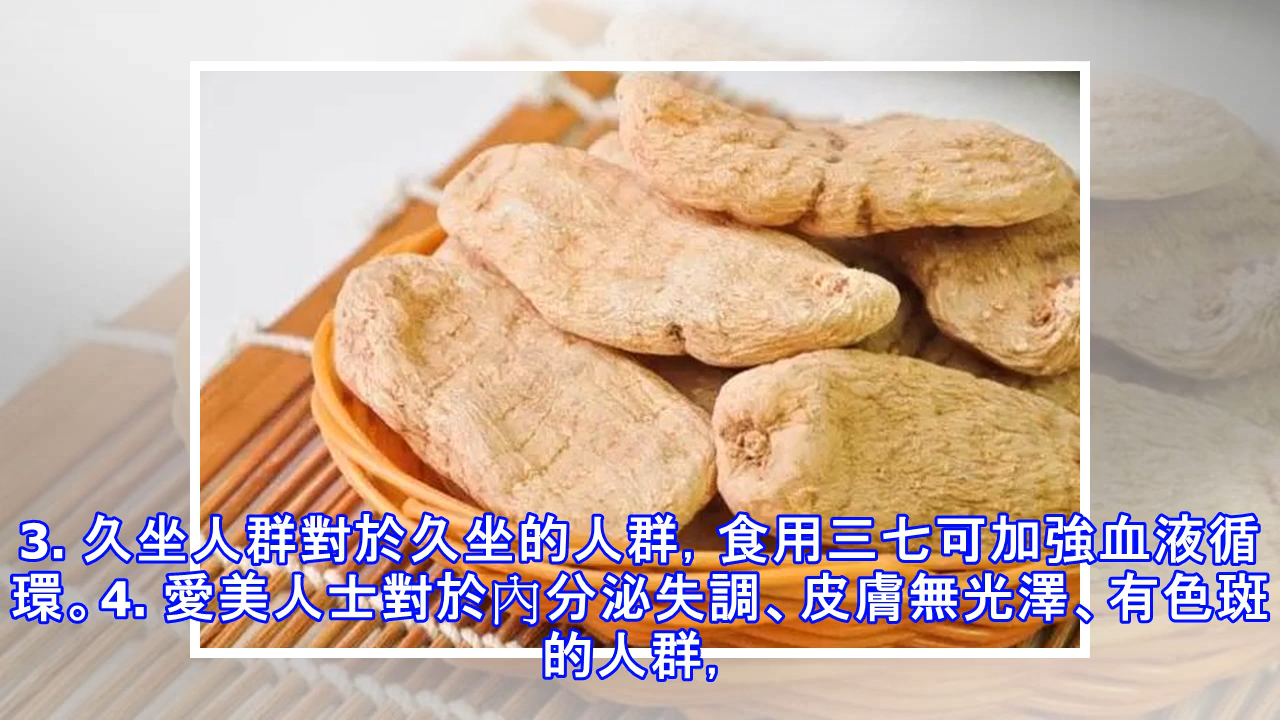 3. 久坐人群對於久坐的人群, 食用三七可加強血液循
環。4. 愛美人士對於內分泌失調、皮膚無光澤、有色斑
的人群,